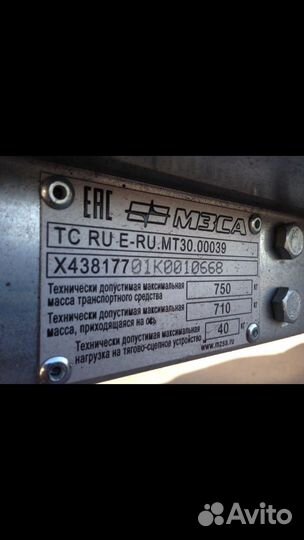 EAC МЗСА
ТС RU E-RU.MT30.00039
X43817701K0010668
Технически допустимая максимальная масса транспортного средства 750 кг
Технически допустимая максимальная масса, приходящаяся на ось 710 кг
Технически допустимая максимальная нагрузка на тягово-сцепное устройство 40 кг
www.mzsa.ru
Avito